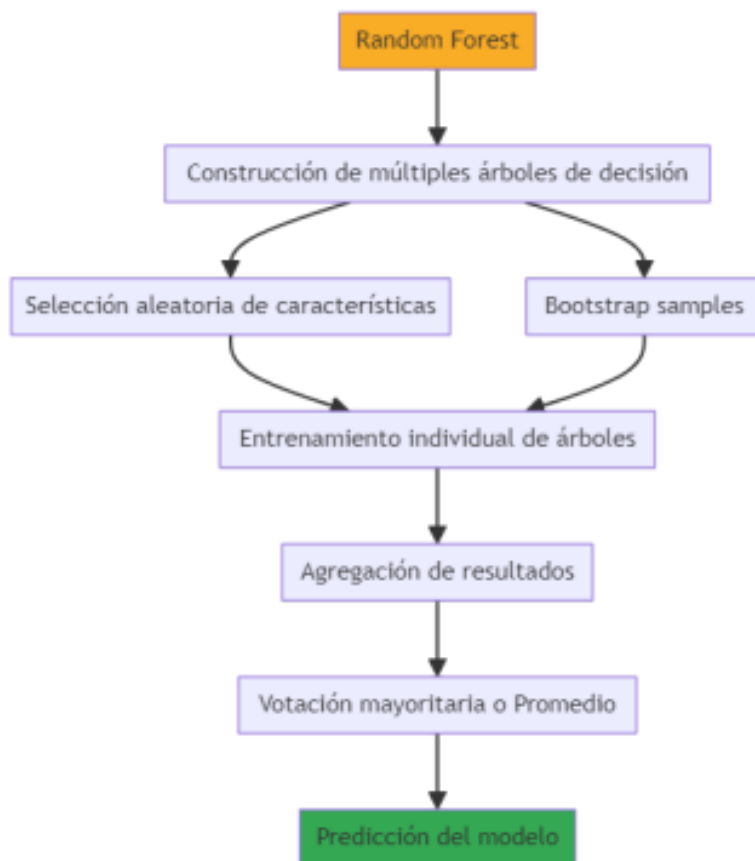 Random Forest
Construcción de múltiples árboles de decisión
Selección aleatoria de características
Bootstrap samples
Entrenamiento individual de árboles
Agregación de resultados
Votación mayoritaria o Promedio
Predicción del modelo